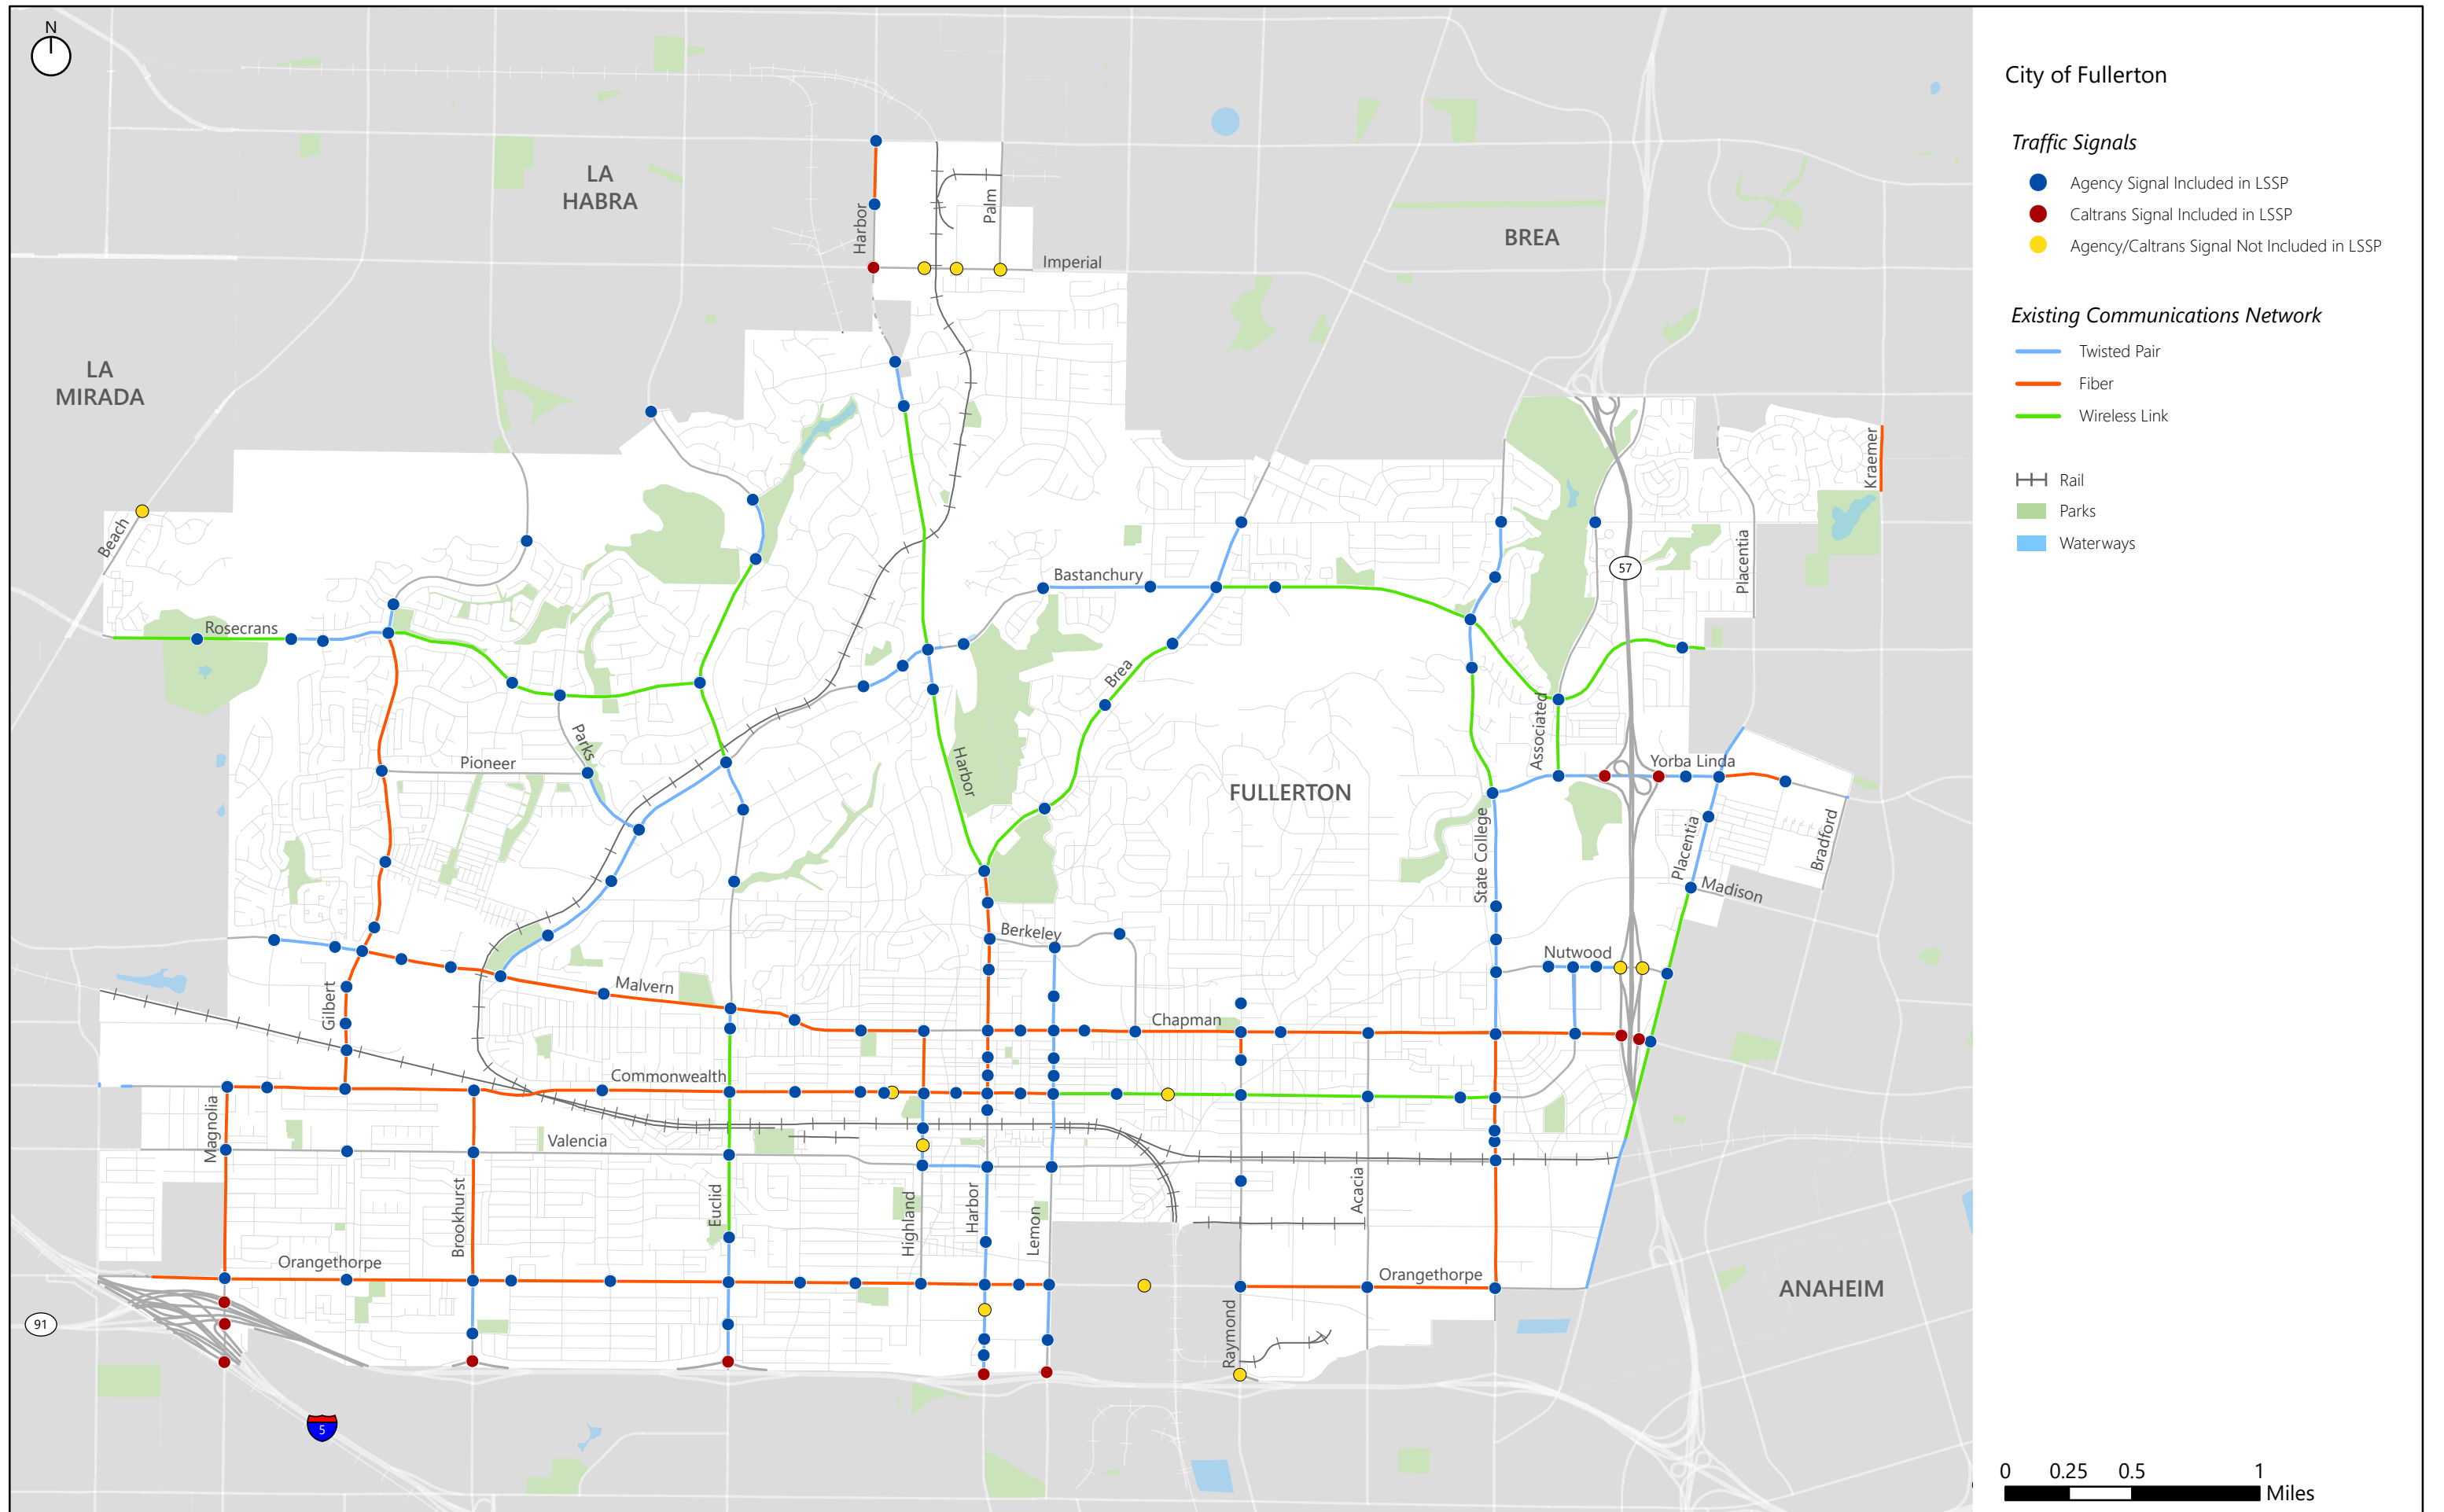 N
City of Fullerton
Traffic Signals
Agency Signal Included in LSSP
Caltrans Signal Included in LSSP
Agency/Caltrans Signal Not Included in LSSP
Existing Communications Network
Twisted Pair
Fiber
Wireless Link
Rail
Parks
Waterways
LA
HABRA
Harbor
Palm
BREA
Imperial
LA
MIRADA
Kraemer
Beach
Placentia
57
Bastanchury
Rosecrans
Brea
Parks
Associated
Pioneer
Harbor
Yorba Linda
FULLERTON
State College
Placentia
Bradford
Madison
Berkeley
Nutwood
Malvern
Gilbert
Chapman
Commonwealth
Magnolia
Valencia
Brookhurst
Euclid
Highland
Harbor
Lemon
Acacia
Orangethorpe
Orangethorpe
ANAHEIM
91
Raymond
5
0 0.25 0.5 1
Miles